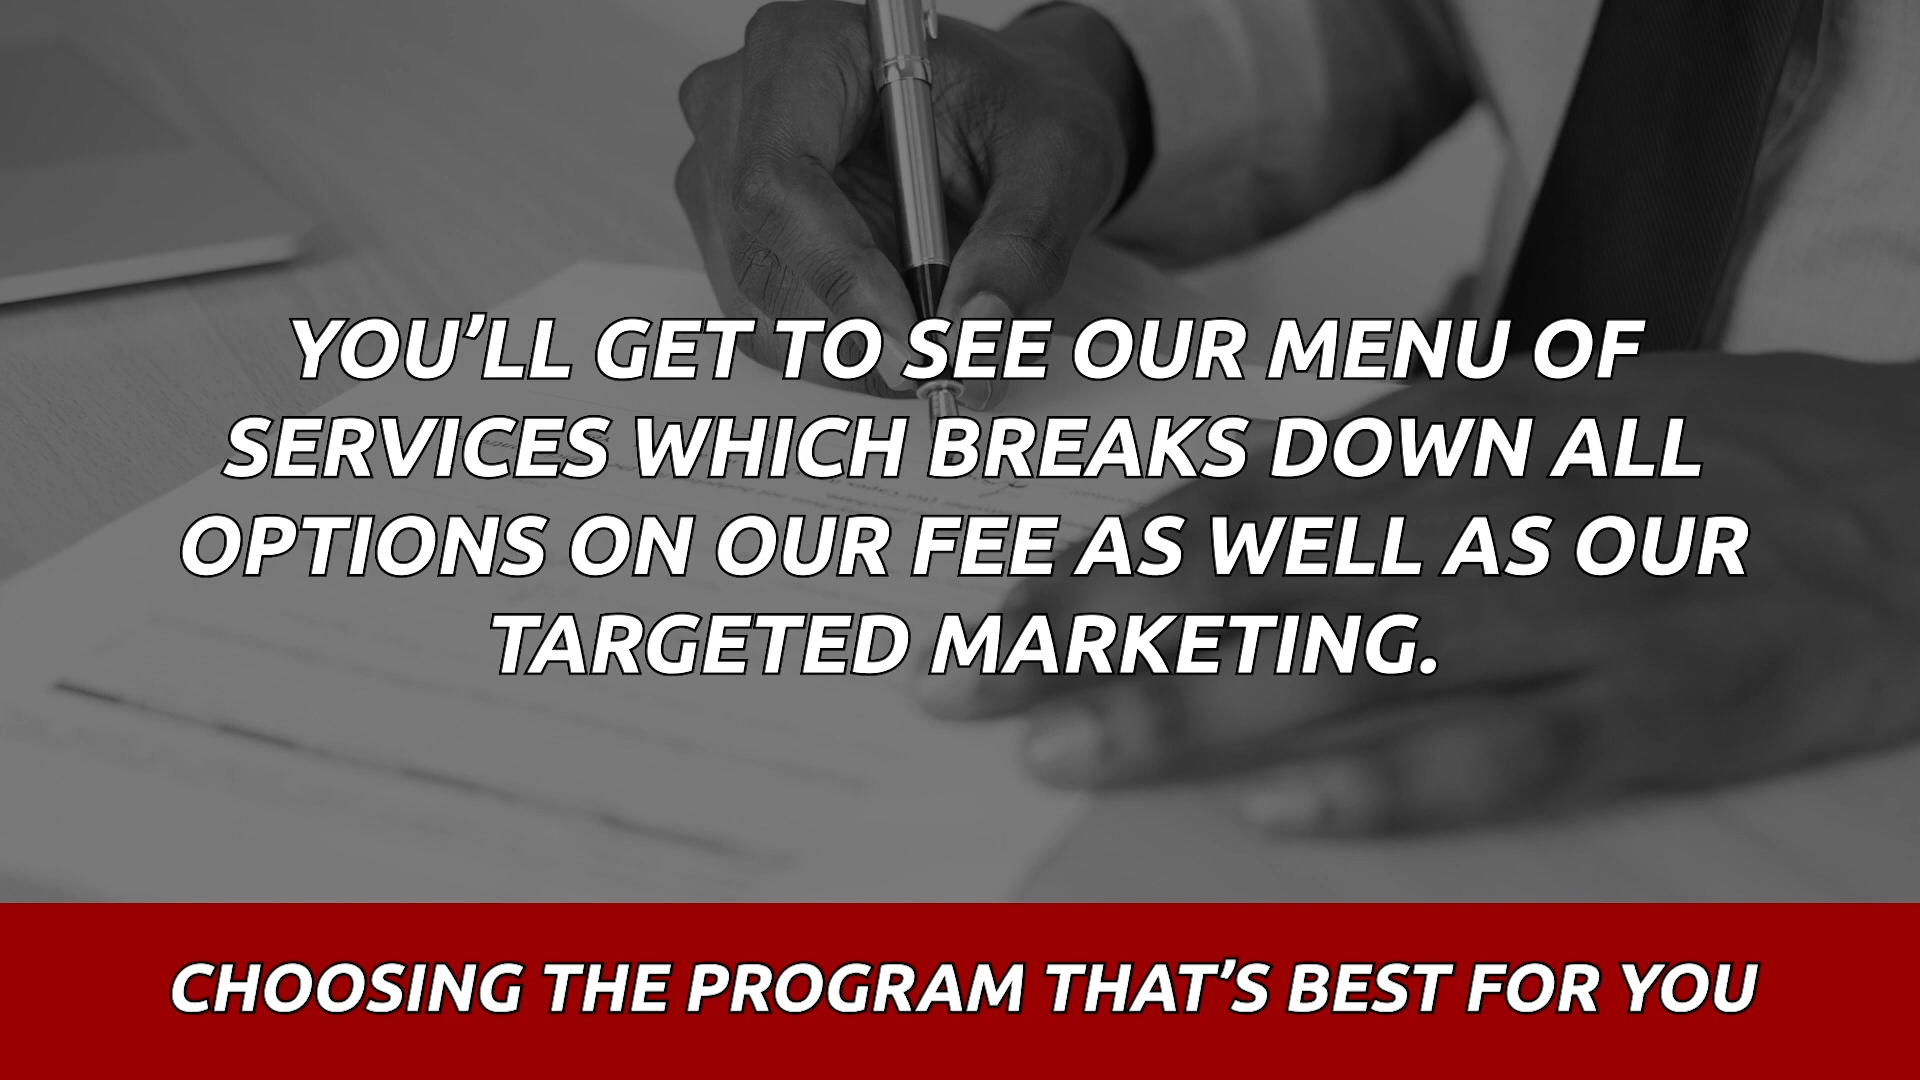 YOU’LL GET TO SEE OUR MENU OF
SERVICES WHICH BREAKS DOWN ALL
OPTIONS ON OUR FEE AS WELL AS OUR
TARGETED MARKETING.
CHOOSING THE PROGRAM THAT’S BEST FOR YOU